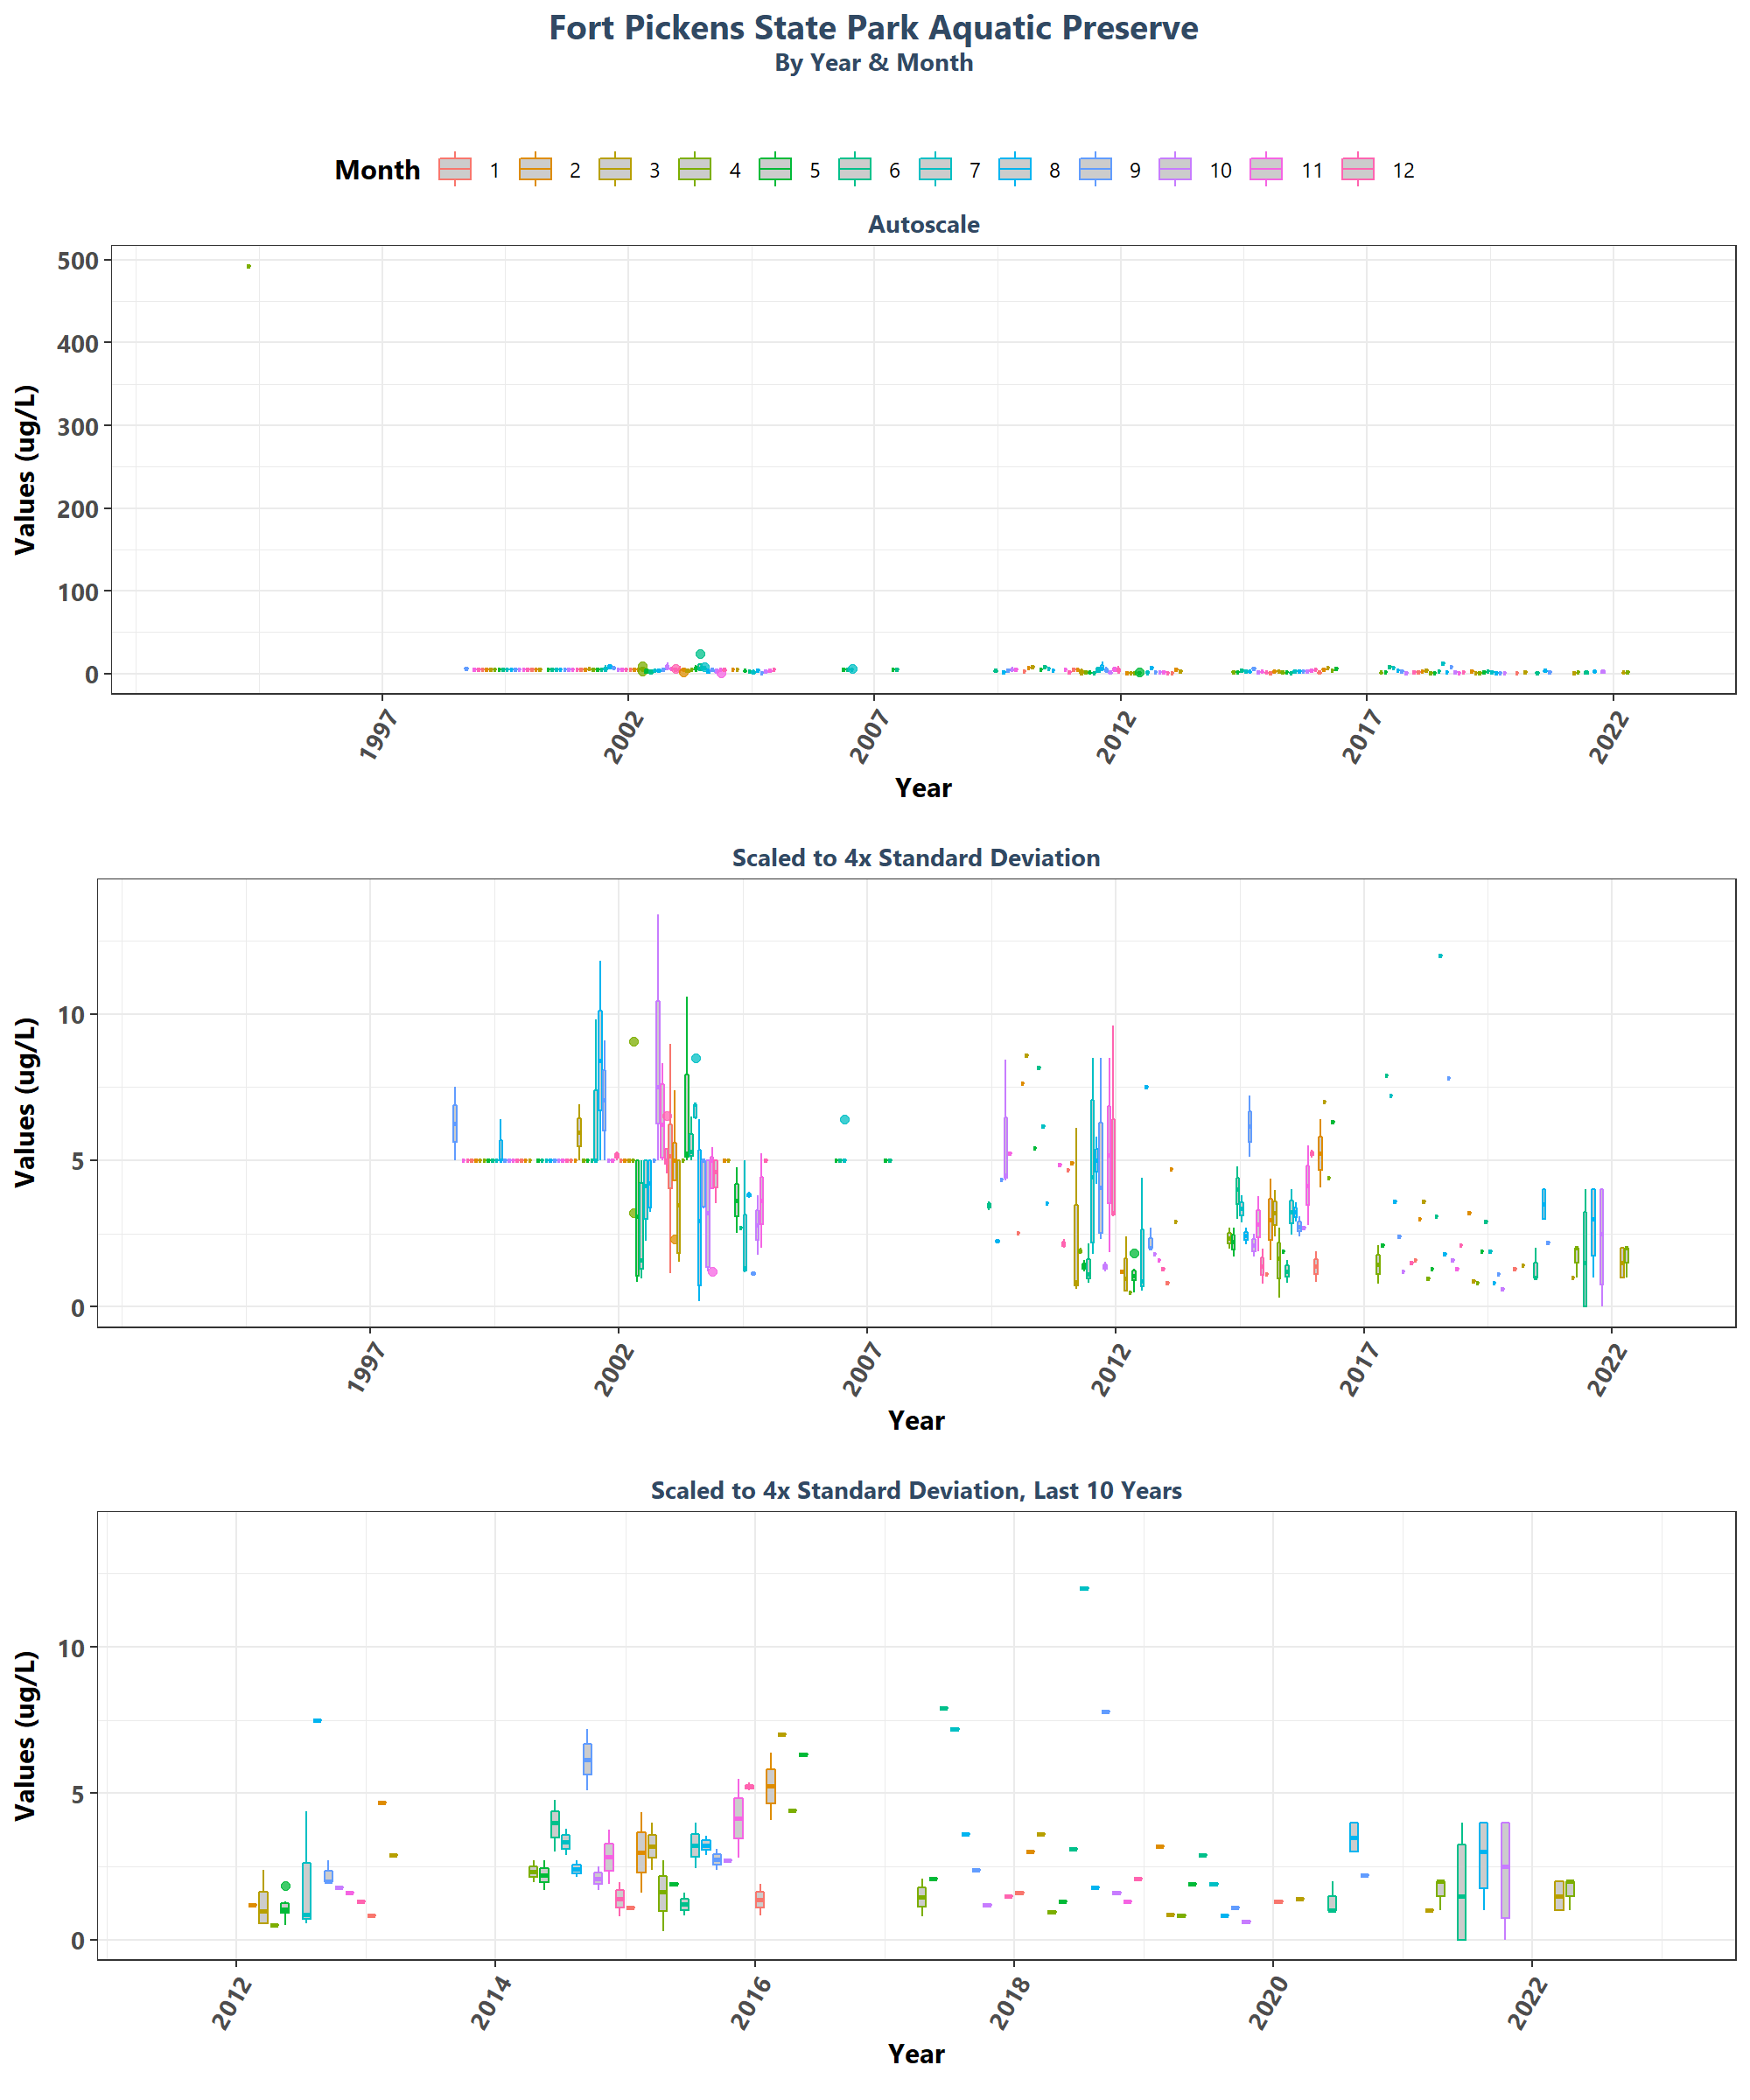 Fort Pickens State Park Aquatic Preserve
By Year & Month
Month 1 2 3 4 5 6 7 8 9 10 11 12
Autoscale
Values (ug/L)
500
400
300
200
100
0
1997 2002 2007 2012 2017 2022
Year
Scaled to 4x Standard Deviation
Values (ug/L)
10
5
0
1997 2002 2007 2012 2017 2022
Year
Scaled to 4x Standard Deviation, Last 10 Years
Values (ug/L)
10
5
0
2012 2014 2016 2018 2020 2022
Year